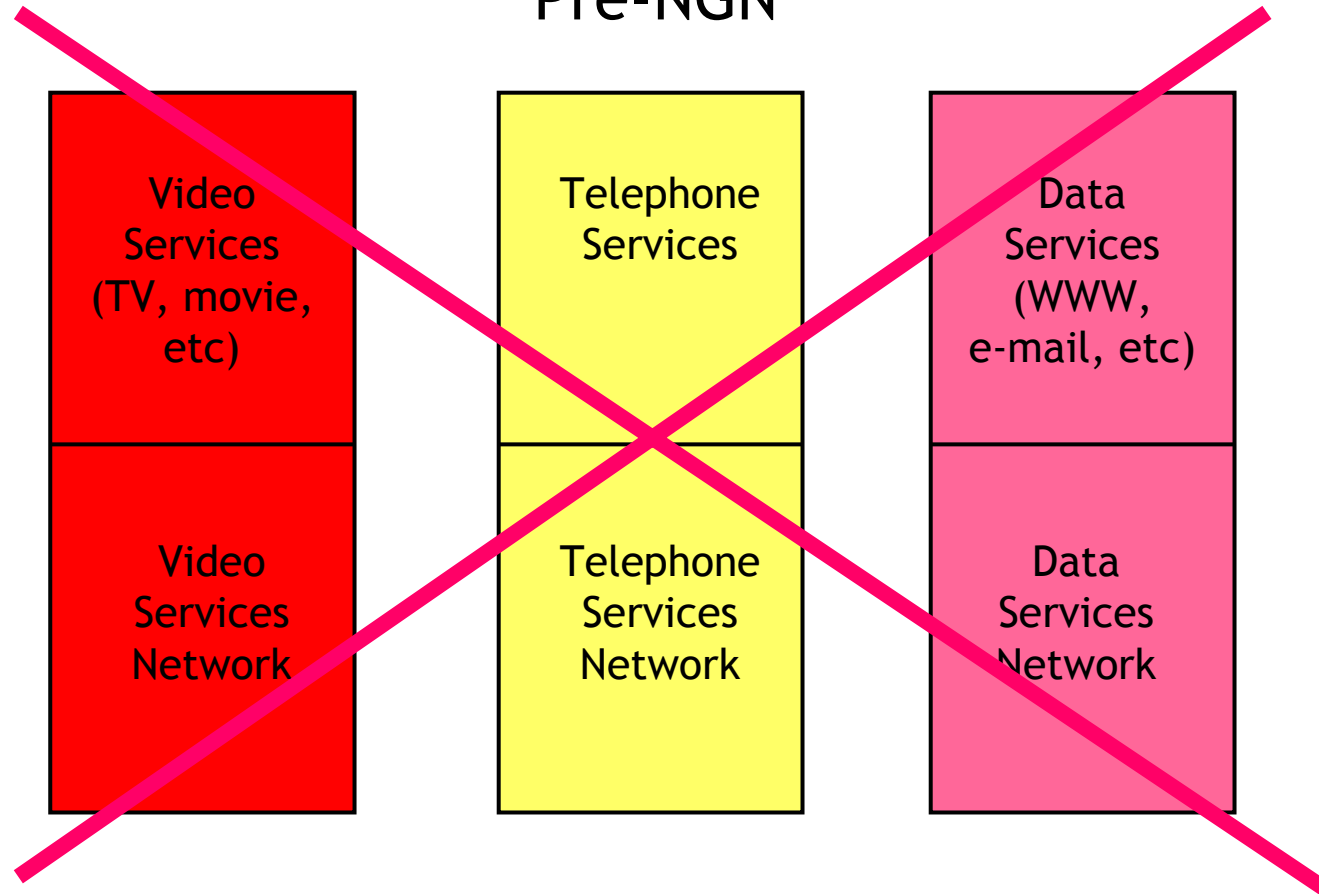 Pre-NGN
Video
Services
(TV, movie,
etc)
Telephone
Services
Data
Services
(WWW,
e-mail, etc)
Video
Services
Network
Telephone
Services
Network
Data
Services
Network